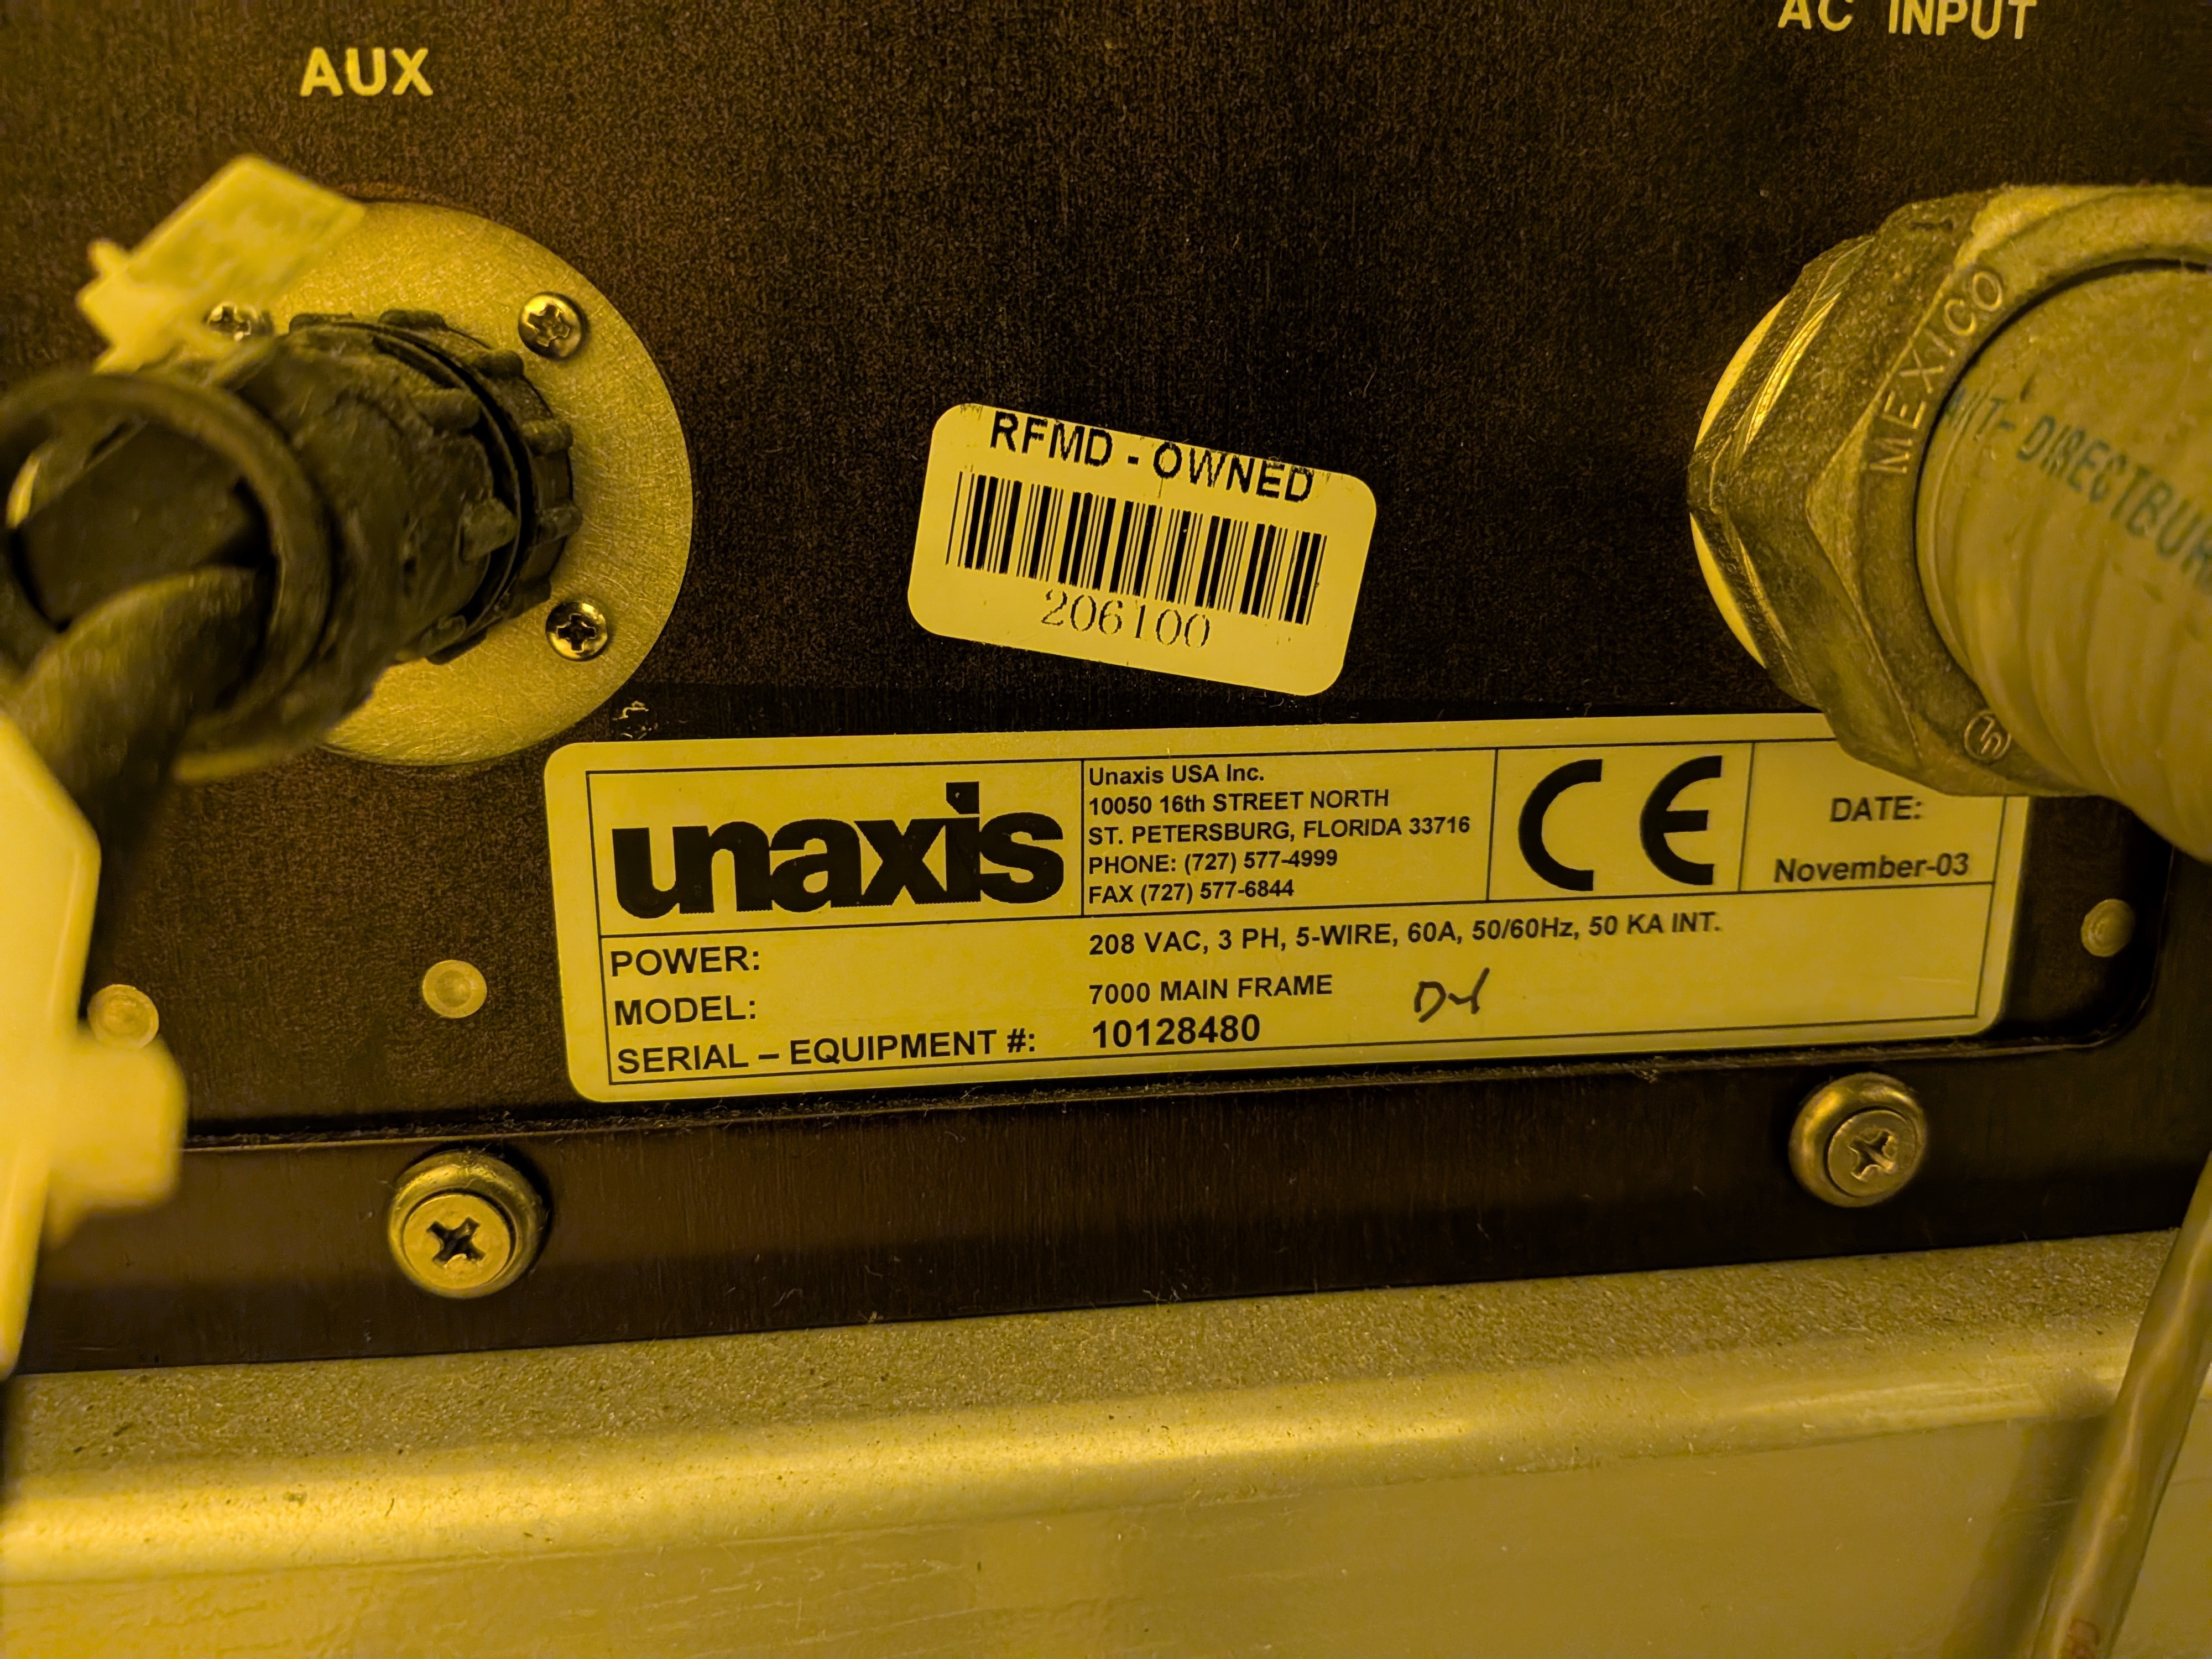 AUX
AC INPUT
MEXICO
ANTI- DIRECTBUR
RFMD - OWNED
206100
unaxis
Unaxis USA Inc.
10050 16th STREET NORTH
ST. PETERSBURG, FLORIDA 33716
PHONE: (727) 577-4999
FAX (727) 577-6844
CE
DATE:
November-03
POWER: 208 VAC, 3 PH, 5-WIRE, 60A, 50/60Hz, 50 KA INT.
MODEL: 7000 MAIN FRAME
SERIAL – EQUIPMENT #: 10128480